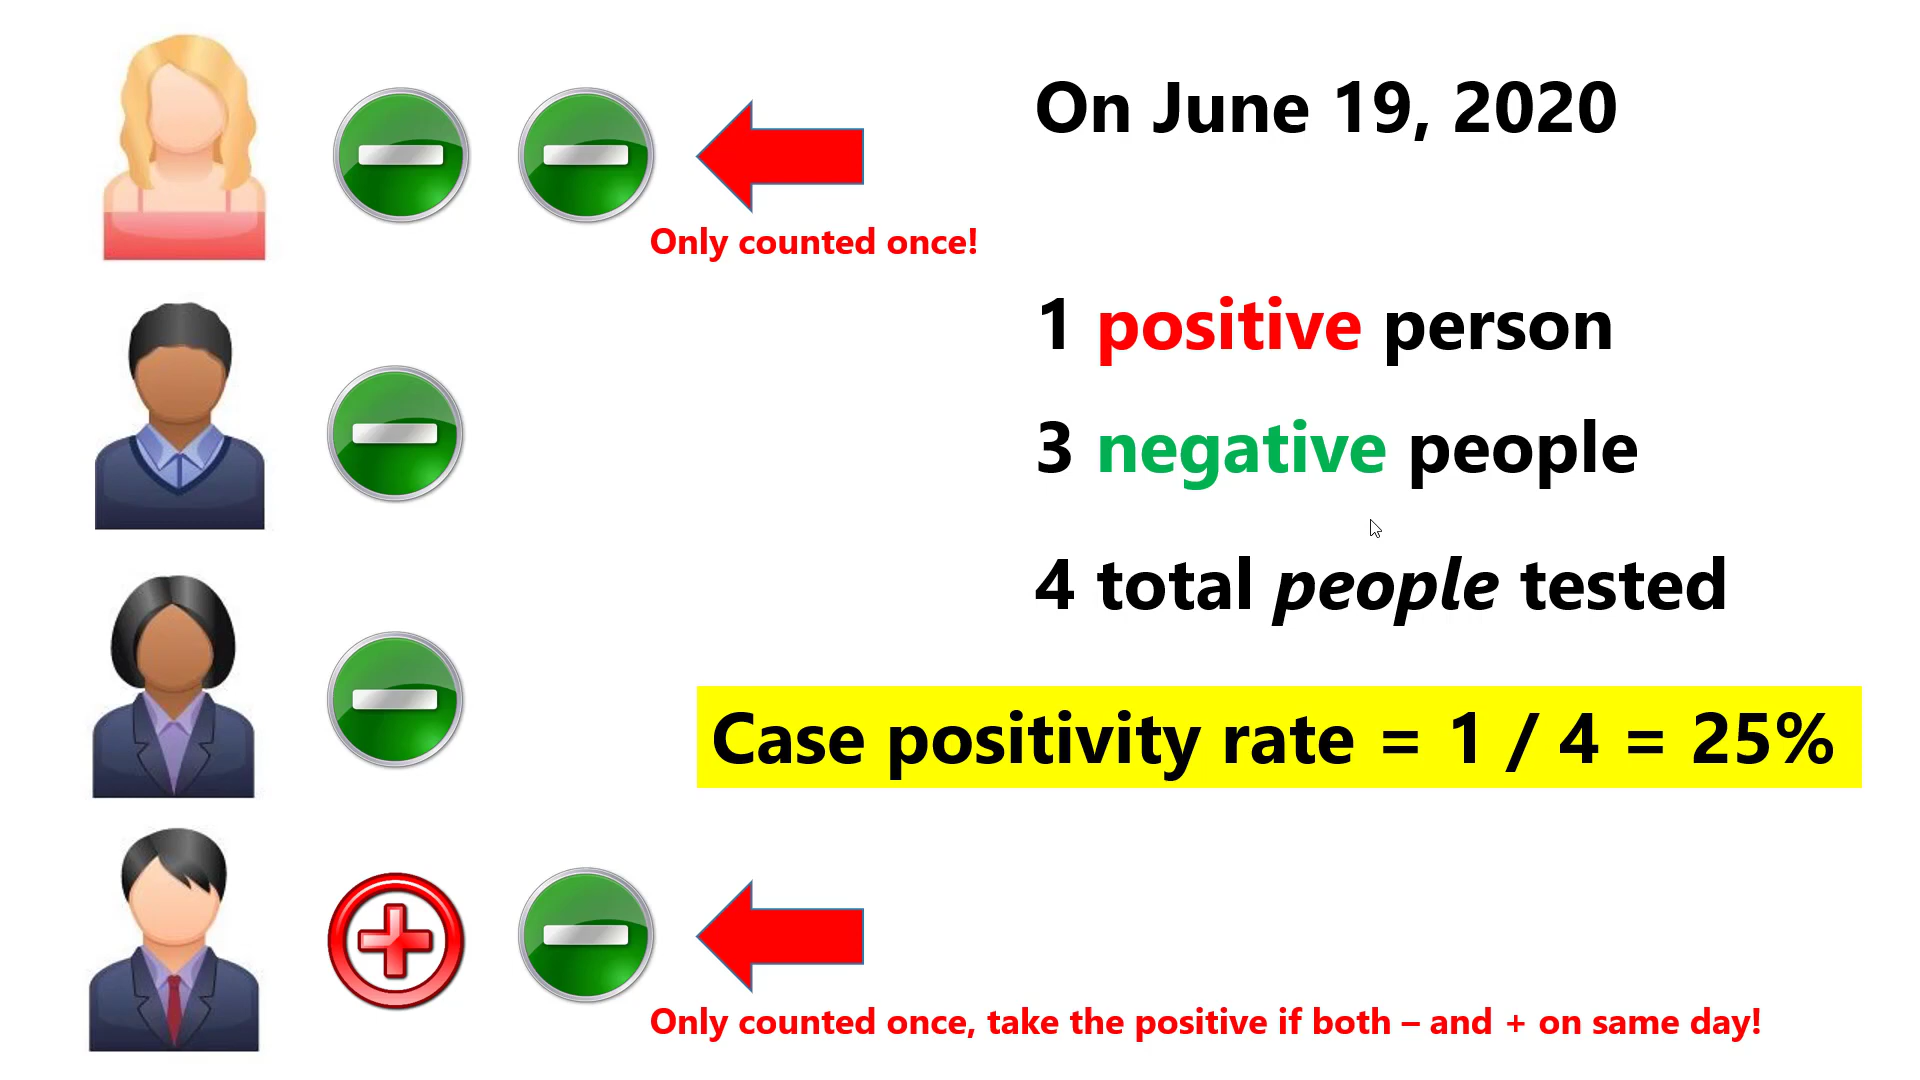 On June 19, 2020
Only counted once!
1 positive person
3 negative people
4 total people tested
Case positivity rate = 1 / 4 = 25%
Only counted once, take the positive if both – and + on same day!